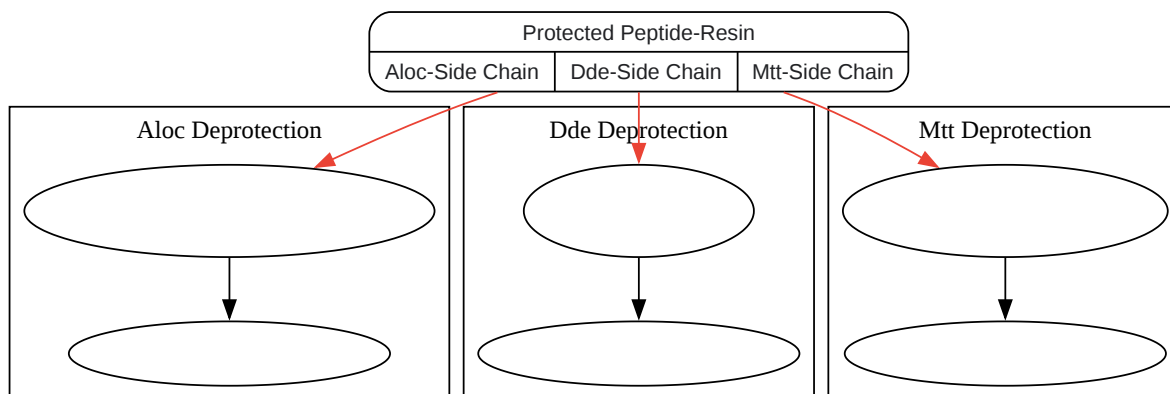 Protected Peptide-Resin
Aloc-Side Chain Dde-Side Chain Mtt-Side Chain
Aloc Deprotection Dde Deprotection Mtt Deprotection